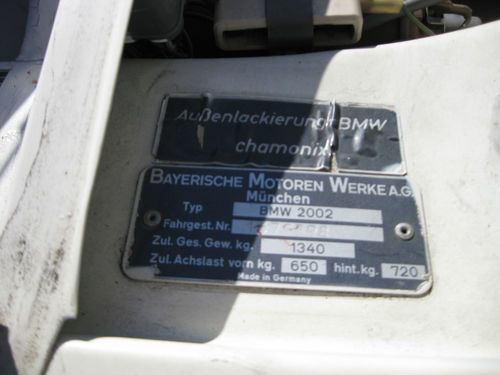 Außenlackierung BMW
chamonix
BAYERISCHE MOTOREN WERKE A.G.
München
Typ BMW 2002
Fahrgest. Nr.
Zul. Ges. Gew. kg. 1340
Zul. Achslast vorn kg. 650 hint. kg. 720
Made in Germany